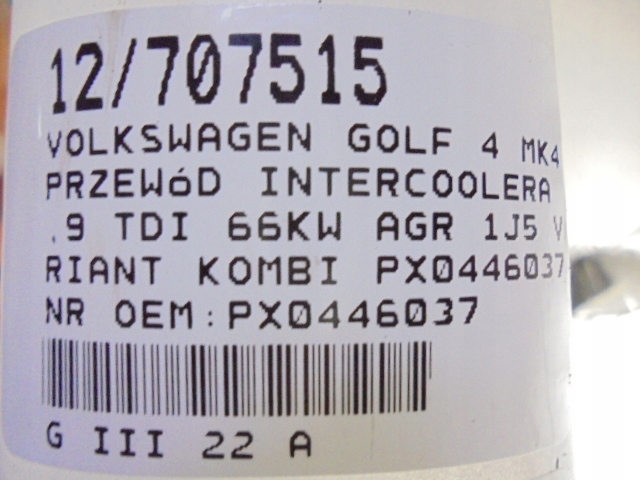 12/707515
VOLKSWAGEN GOLF 4 MK4
PRZEWóD INTERCOOLERA
.9 TDI 66KW AGR 1J5 V
RIANT KOMBI PX0446037
NR OEM:PX0446037
G III 22 A